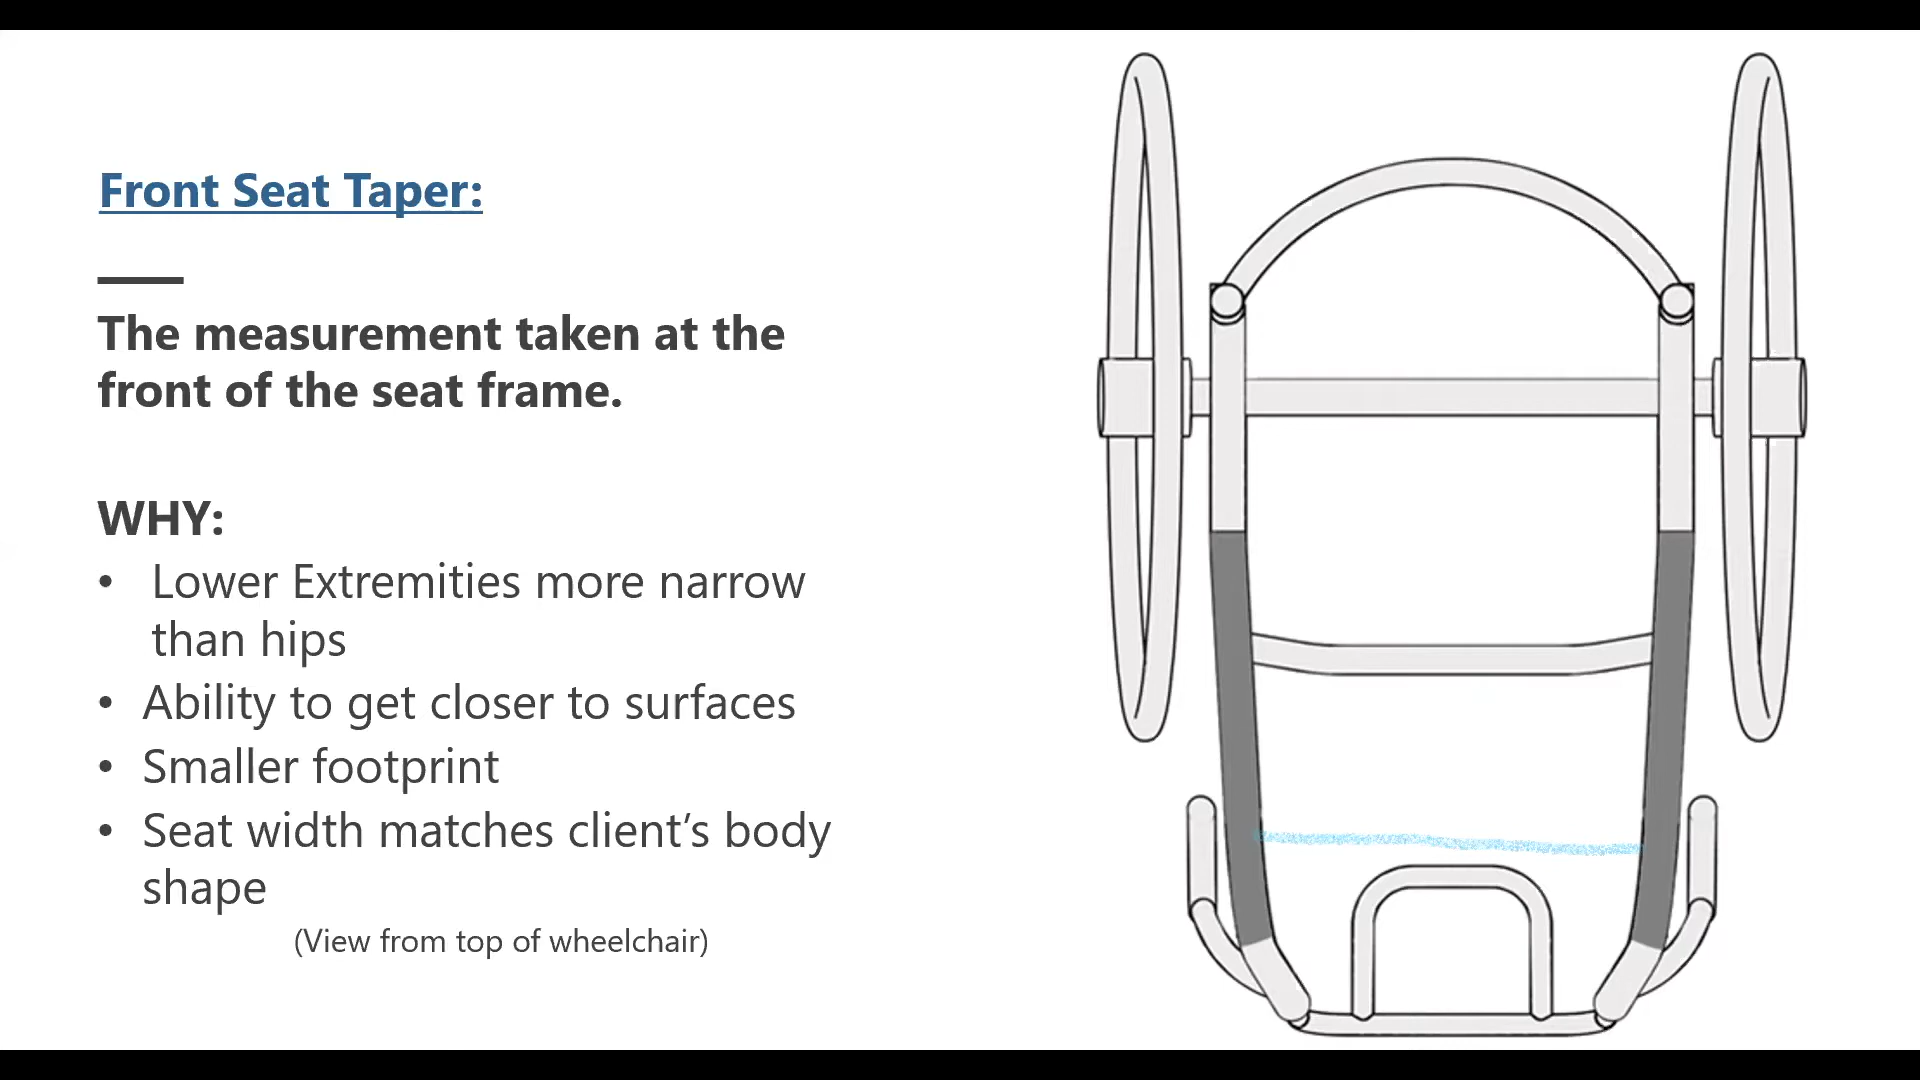 Front Seat Taper:
The measurement taken at the
front of the seat frame.
WHY:
• Lower Extremities more narrow
than hips
• Ability to get closer to surfaces
• Smaller footprint
• Seat width matches client’s body
shape
(View from top of wheelchair)